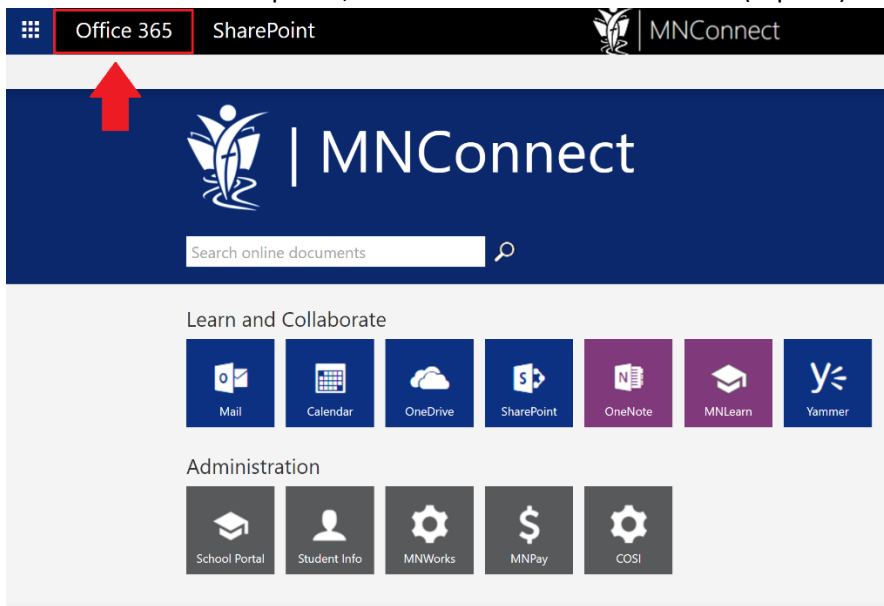 Office 365 SharePoint MNConnect
MNConnect
Search online documents
Learn and Collaborate
Mail Calendar OneDrive SharePoint OneNote MNLearn Yammer
Administration
School Portal Student Info MNWorks MNPay COSI